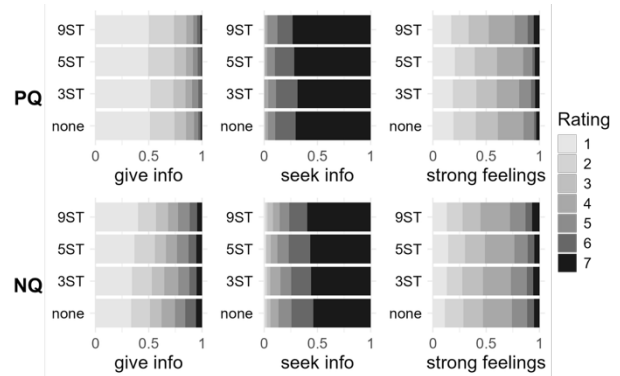 PQ
9ST
5ST
3ST
none
0 0.5 1
give info
9ST
5ST
3ST
none
0 0.5 1
seek info
9ST
5ST
3ST
none
0 0.5 1
strong feelings
NQ
9ST
5ST
3ST
none
0 0.5 1
give info
9ST
5ST
3ST
none
0 0.5 1
seek info
9ST
5ST
3ST
none
0 0.5 1
strong feelings
Rating
1
2
3
4
5
6
7